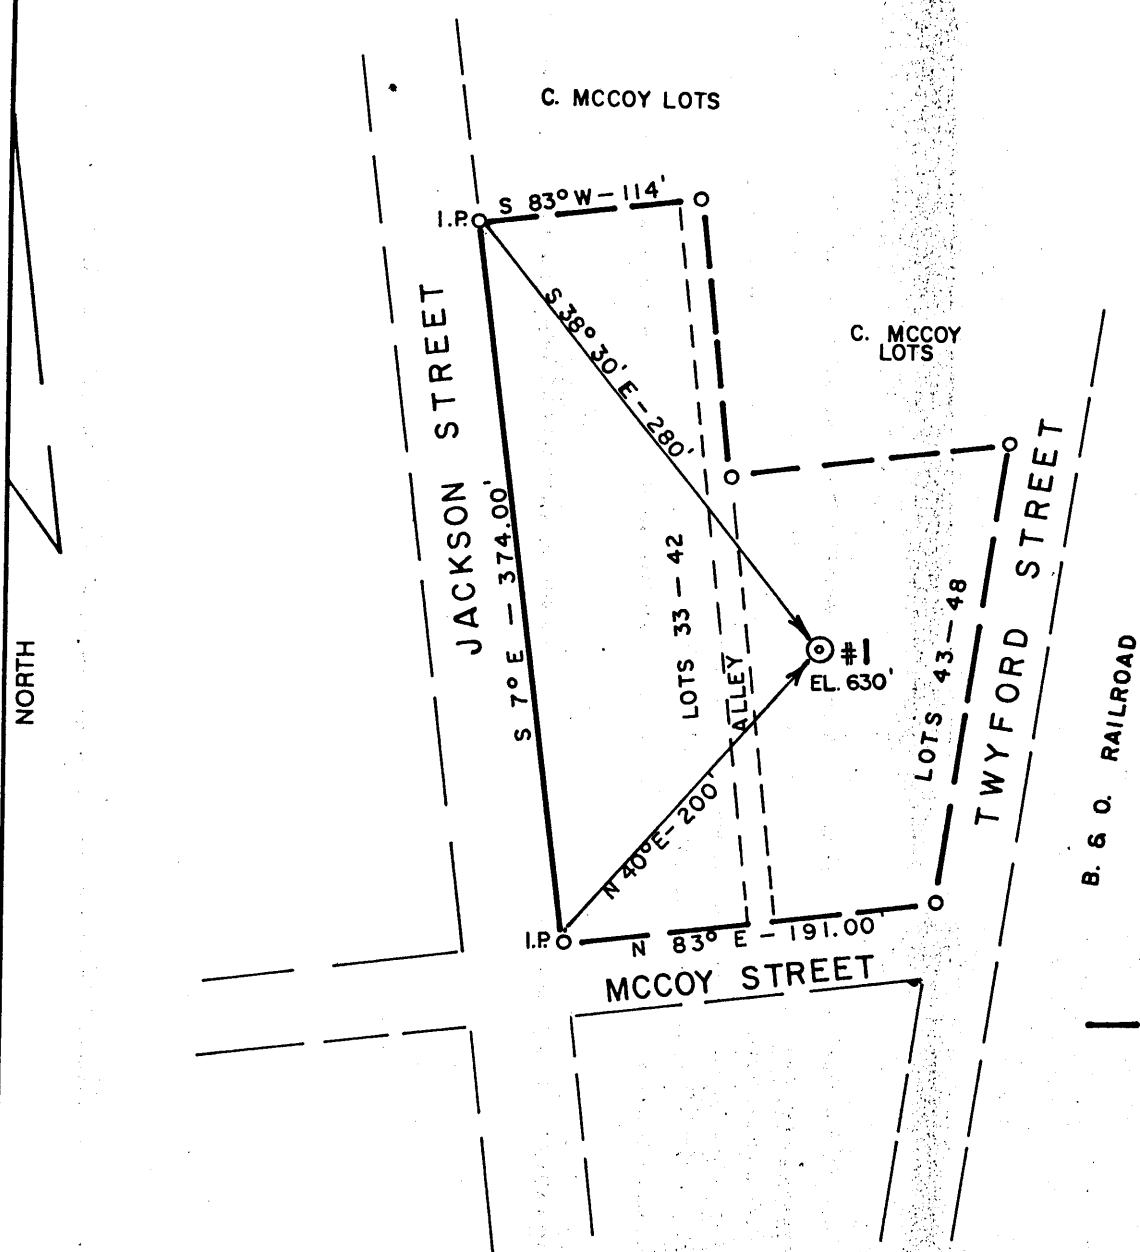 C. MCCOY LOTS
S 83° W - 114'
I.P.
S 38° 30' E - 280'
C. MCCOY
LOTS
JACKSON STREET
S 7° E - 374.00'
LOTS 33 - 42
ALLEY
#1
EL. 630'
LOTS 43 - 48
TWYFORD STREET
B. & O. RAILROAD
NORTH
N 40° E - 200'
I.P.
N 83° E - 191.00'
MCCOY STREET